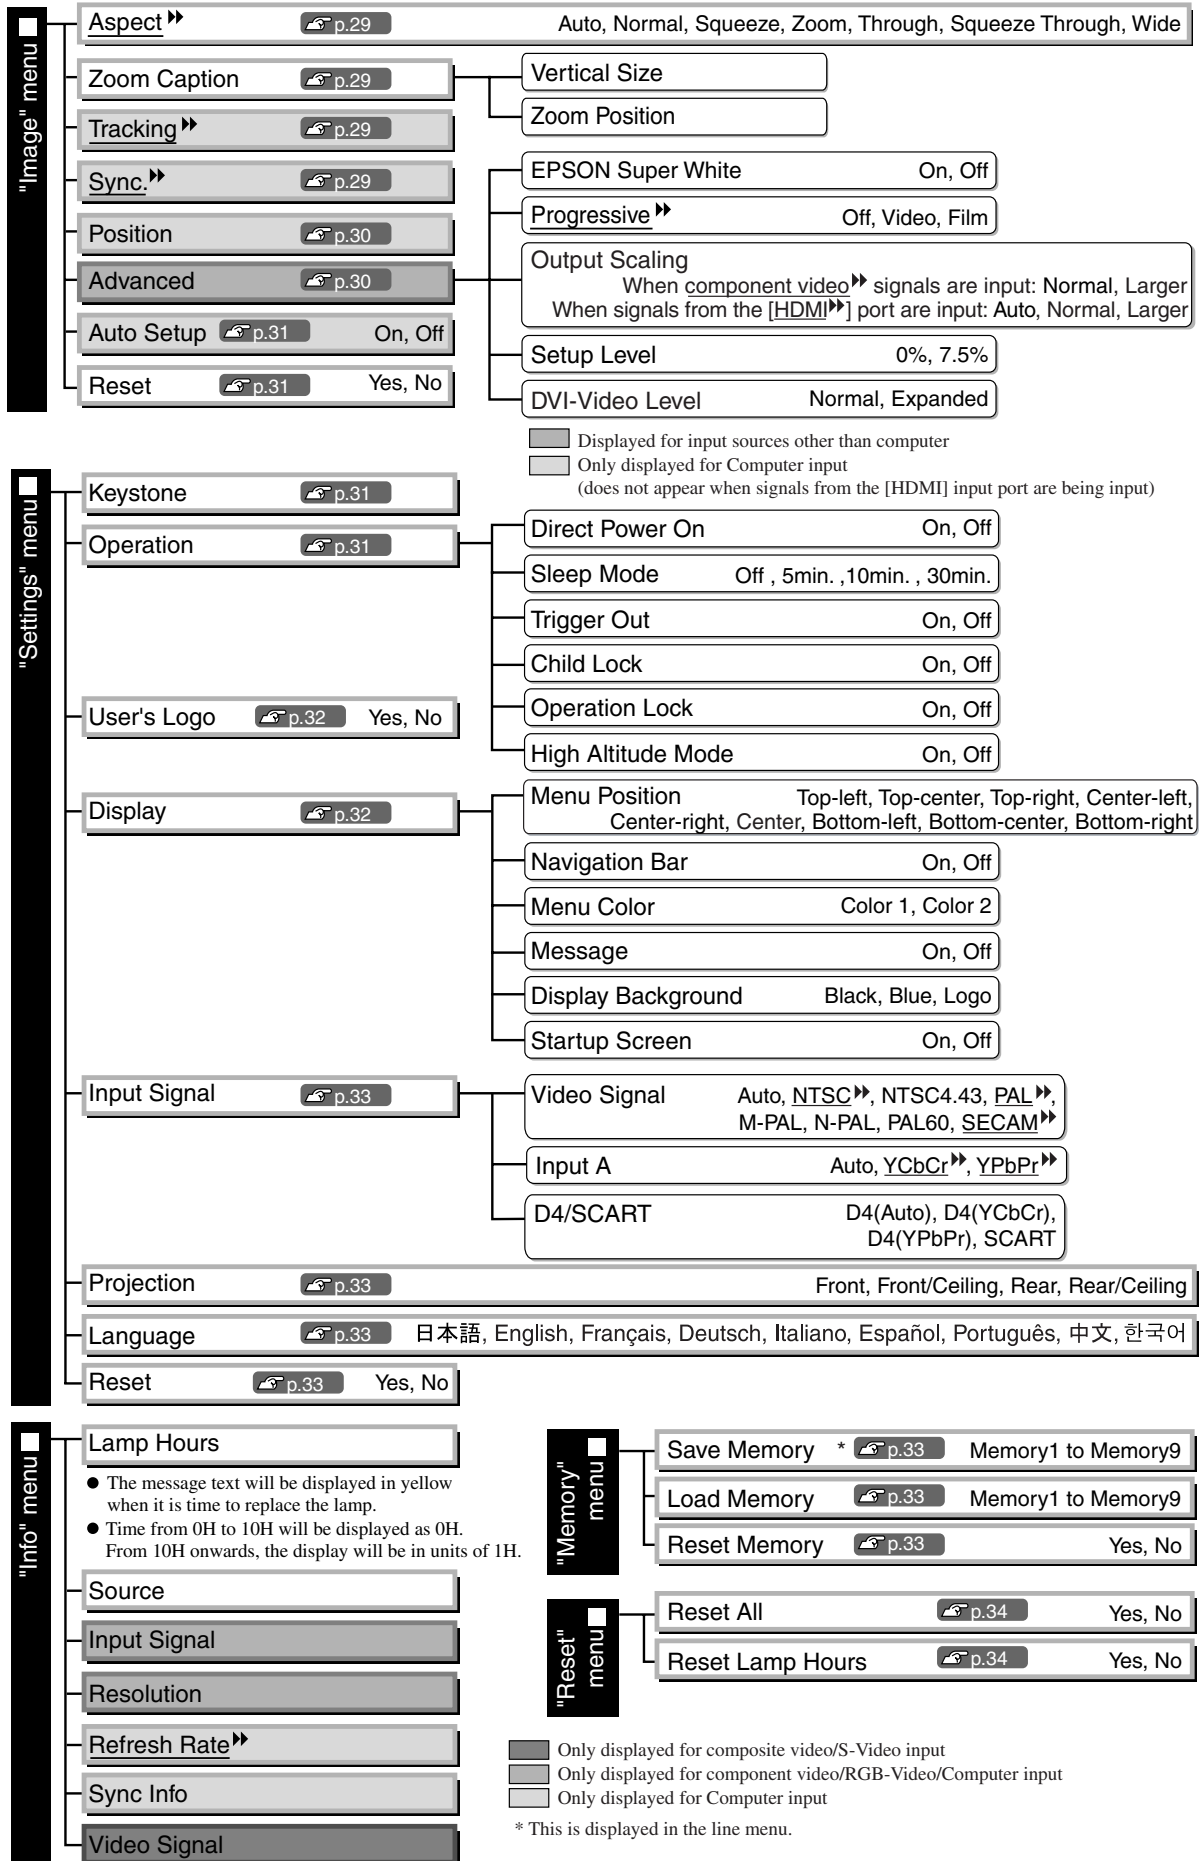 "Image" menu
Aspect p.29 Auto, Normal, Squeeze, Zoom, Through, Squeeze Through, Wide
Zoom Caption p.29
Vertical Size
Zoom Position
Tracking p.29
Sync. p.29
Position p.30
Advanced p.30
EPSON Super White On, Off
Progressive Off, Video, Film
Output Scaling
When component video signals are input: Normal, Larger
When signals from the [HDMI] port are input: Auto, Normal, Larger
Setup Level 0%, 7.5%
DVI-Video Level Normal, Expanded
Auto Setup p.31 On, Off
Reset p.31 Yes, No
Displayed for input sources other than computer
Only displayed for Computer input
(does not appear when signals from the [HDMI] input port are being input)
"Settings" menu
Keystone p.31
Operation p.31
Direct Power On On, Off
Sleep Mode Off , 5min. ,10min. , 30min.
Trigger Out On, Off
Child Lock On, Off
Operation Lock On, Off
High Altitude Mode On, Off
User's Logo p.32 Yes, No
Display p.32
Menu Position Top-left, Top-center, Top-right, Center-left,
Center-right, Center, Bottom-left, Bottom-center, Bottom-right
Navigation Bar On, Off
Menu Color Color 1, Color 2
Message On, Off
Display Background Black, Blue, Logo
Startup Screen On, Off
Input Signal p.33
Video Signal Auto, NTSC, NTSC4.43, PAL,
M-PAL, N-PAL, PAL60, SECAM
Input A Auto, YCbCr, YPbPr
D4/SCART D4(Auto), D4(YCbCr),
D4(YPbPr), SCART
Projection p.33 Front, Front/Ceiling, Rear, Rear/Ceiling
Language p.33 日本語, English, Français, Deutsch, Italiano, Español, Português, 中文, 한국어
Reset p.33 Yes, No
"Info" menu
Lamp Hours
● The message text will be displayed in yellow
when it is time to replace the lamp.
● Time from 0H to 10H will be displayed as 0H.
From 10H onwards, the display will be in units of 1H.
Source
Input Signal
Resolution
Refresh Rate
Sync Info
Video Signal
"Memory"
menu
Save Memory * p.33 Memory1 to Memory9
Load Memory p.33 Memory1 to Memory9
Reset Memory p.33 Yes, No
"Reset"
menu
Reset All p.34 Yes, No
Reset Lamp Hours p.34 Yes, No
Only displayed for composite video/S-Video input
Only displayed for component video/RGB-Video/Computer input
Only displayed for Computer input
* This is displayed in the line menu.